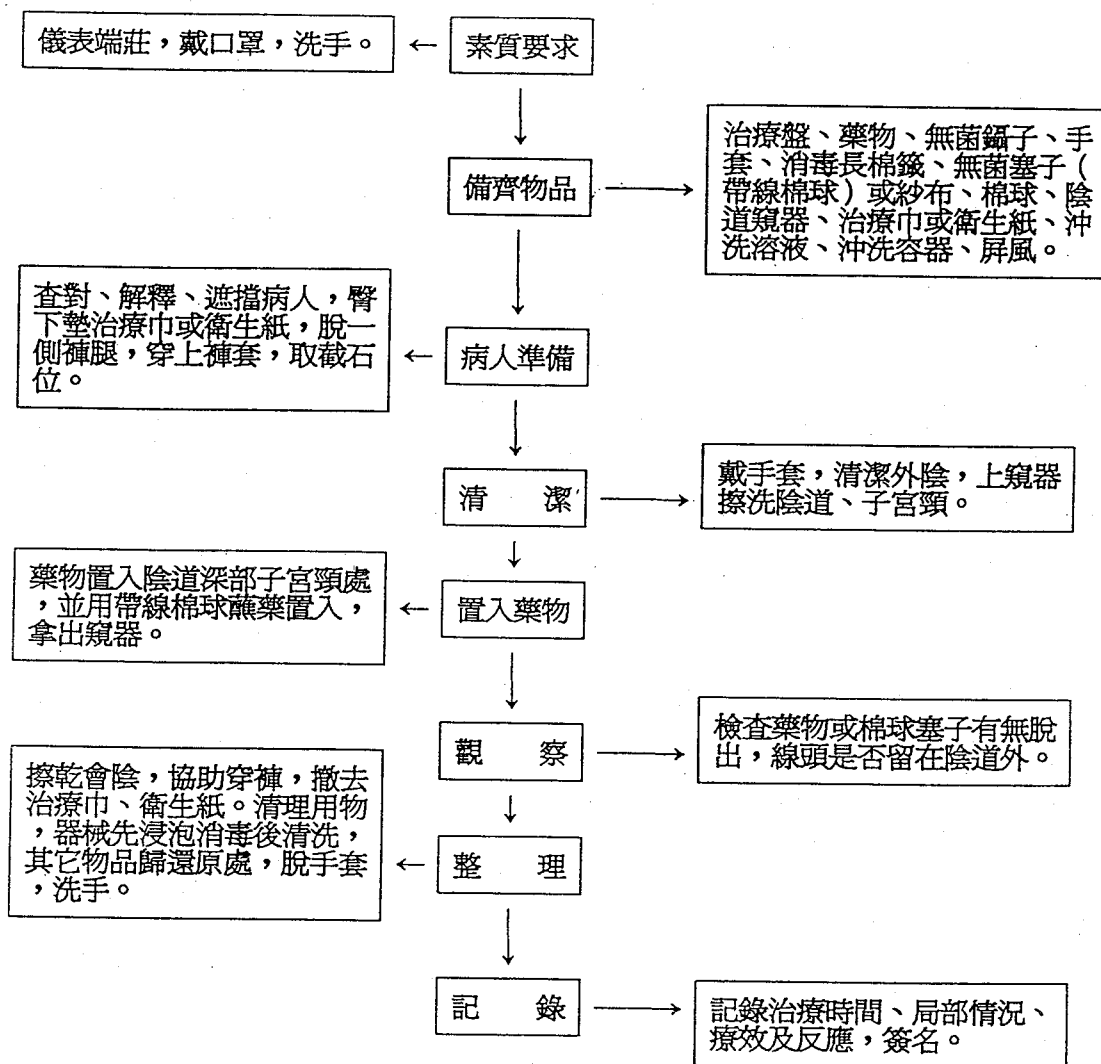 儀表端莊，戴口罩，洗手。
←
素質要求
↓
備齊物品
→
治療盤、藥物、無菌鑷子、手
套、消毒長棉籤、無菌塞子（
帶線棉球）或紗布、棉球、陰
道窺器、治療巾或衛生紙、沖
洗溶液、沖洗容器、屏風。
↓
查對、解釋、遮擋病人，臀
下墊治療巾或衛生紙，脫一
側褲腿，穿上褲套，取截石
位。
←
病人準備
↓
清　　潔
→
戴手套，清潔外陰，上窺器
擦洗陰道、子宮頸。
↓
藥物置入陰道深部子宮頸處
，並用帶線棉球蘸藥置入，
拿出窺器。
←
置入藥物
↓
觀　　察
→
檢查藥物或棉球塞子有無脫
出，線頭是否留在陰道外。
↓
擦乾會陰，協助穿褲，撤去
治療巾、衛生紙。清理用物
，器械先浸泡消毒後清洗，
其它物品歸還原處，脫手套
，洗手。
←
整　　理
↓
記　　錄
→
記錄治療時間、局部情況、
療效及反應，簽名。